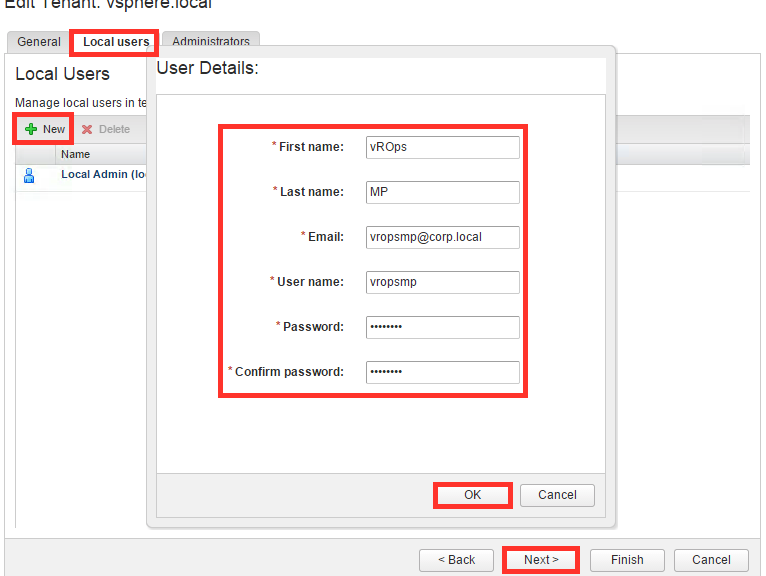 Edit Tenant: vsphere.local
General
Local users
Administrators
Local Users
User Details:
Manage local users in te
New
Delete
Name
Local Admin (lo
* First name:
vROps
* Last name:
MP
* Email:
vropsmp@corp.local
* User name:
vropsmp
* Password:
••••••••
* Confirm password:
••••••••
OK
Cancel
< Back
Next >
Finish
Cancel